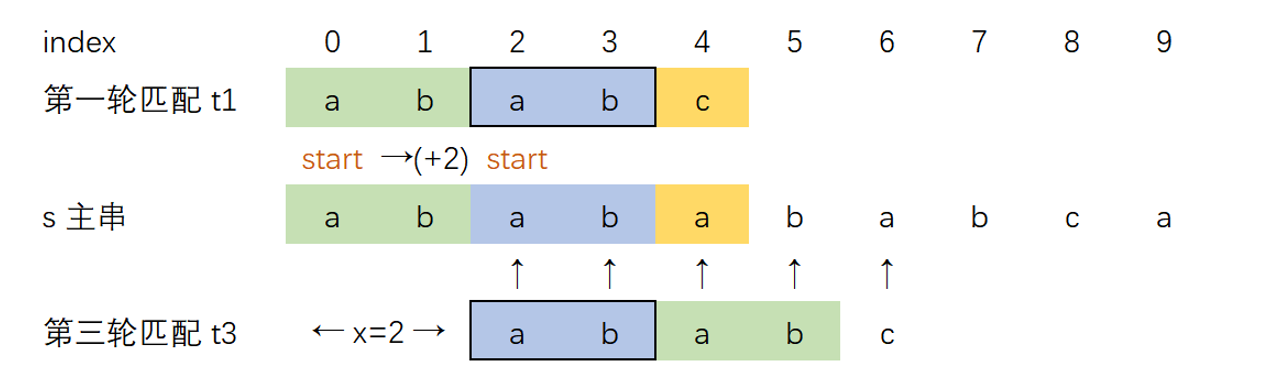 index 0 1 2 3 4 5 6 7 8 9
第一轮匹配 t1 a b a b c
start →(+2) start
s 主串 a b a b a b a b c a
↑ ↑ ↑ ↑ ↑
第三轮匹配 t3 ← x=2 → a b a b c